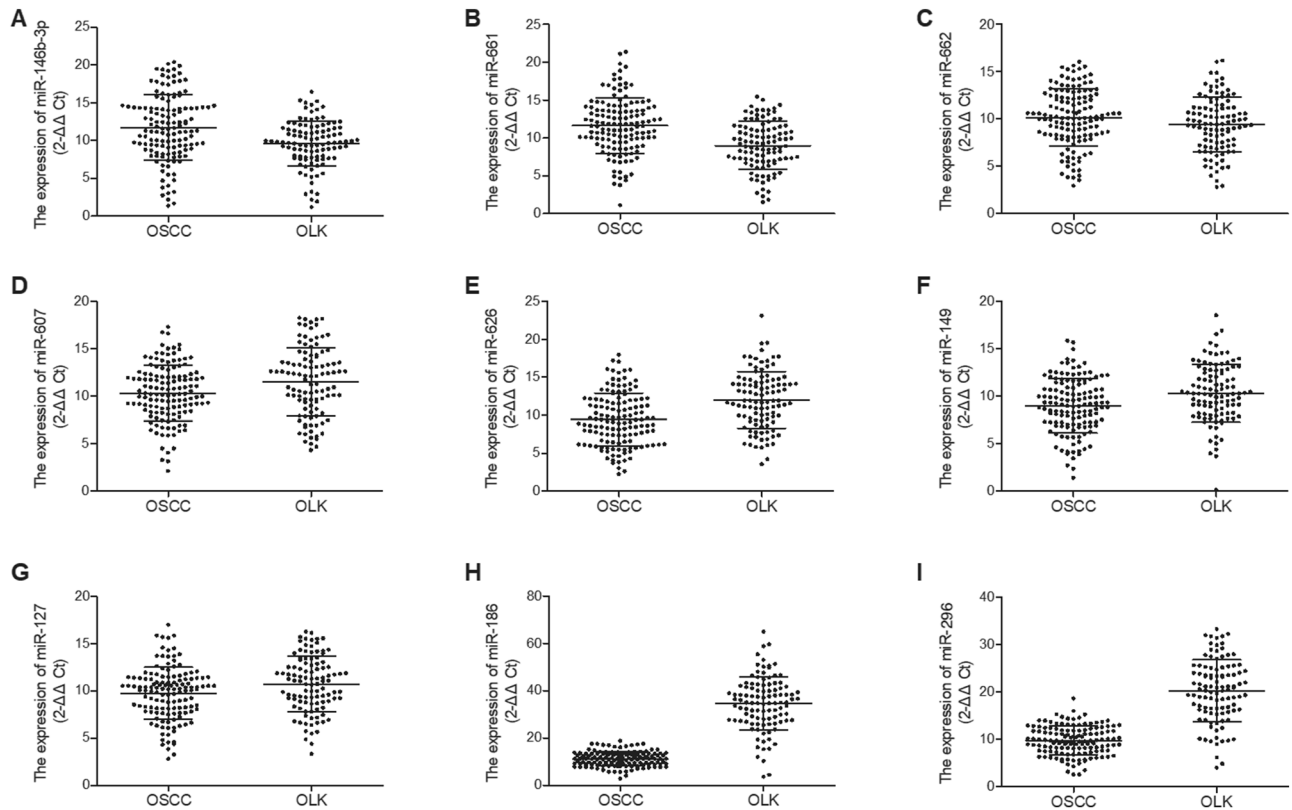 A
The expression of miR-146b-3p
(2-ΔΔ Ct)
25
20
15
10
5
0
OSCC
OLK
B
The expression of miR-661
(2-ΔΔ Ct)
25
20
15
10
5
0
OSCC
OLK
C
The expression of miR-662
(2-ΔΔ Ct)
20
15
10
5
0
OSCC
OLK
D
The expression of miR-607
(2-ΔΔ Ct)
20
15
10
5
0
OSCC
OLK
E
The expression of miR-626
(2-ΔΔ Ct)
25
20
15
10
5
0
OSCC
OLK
F
The expression of miR-149
(2-ΔΔ Ct)
20
15
10
5
0
OSCC
OLK
G
The expression of miR-127
(2-ΔΔ Ct)
20
15
10
5
0
OSCC
OLK
H
The expression of miR-186
(2-ΔΔ Ct)
80
60
40
20
0
OSCC
OLK
I
The expression of miR-296
(2-ΔΔ Ct)
40
30
20
10
0
OSCC
OLK